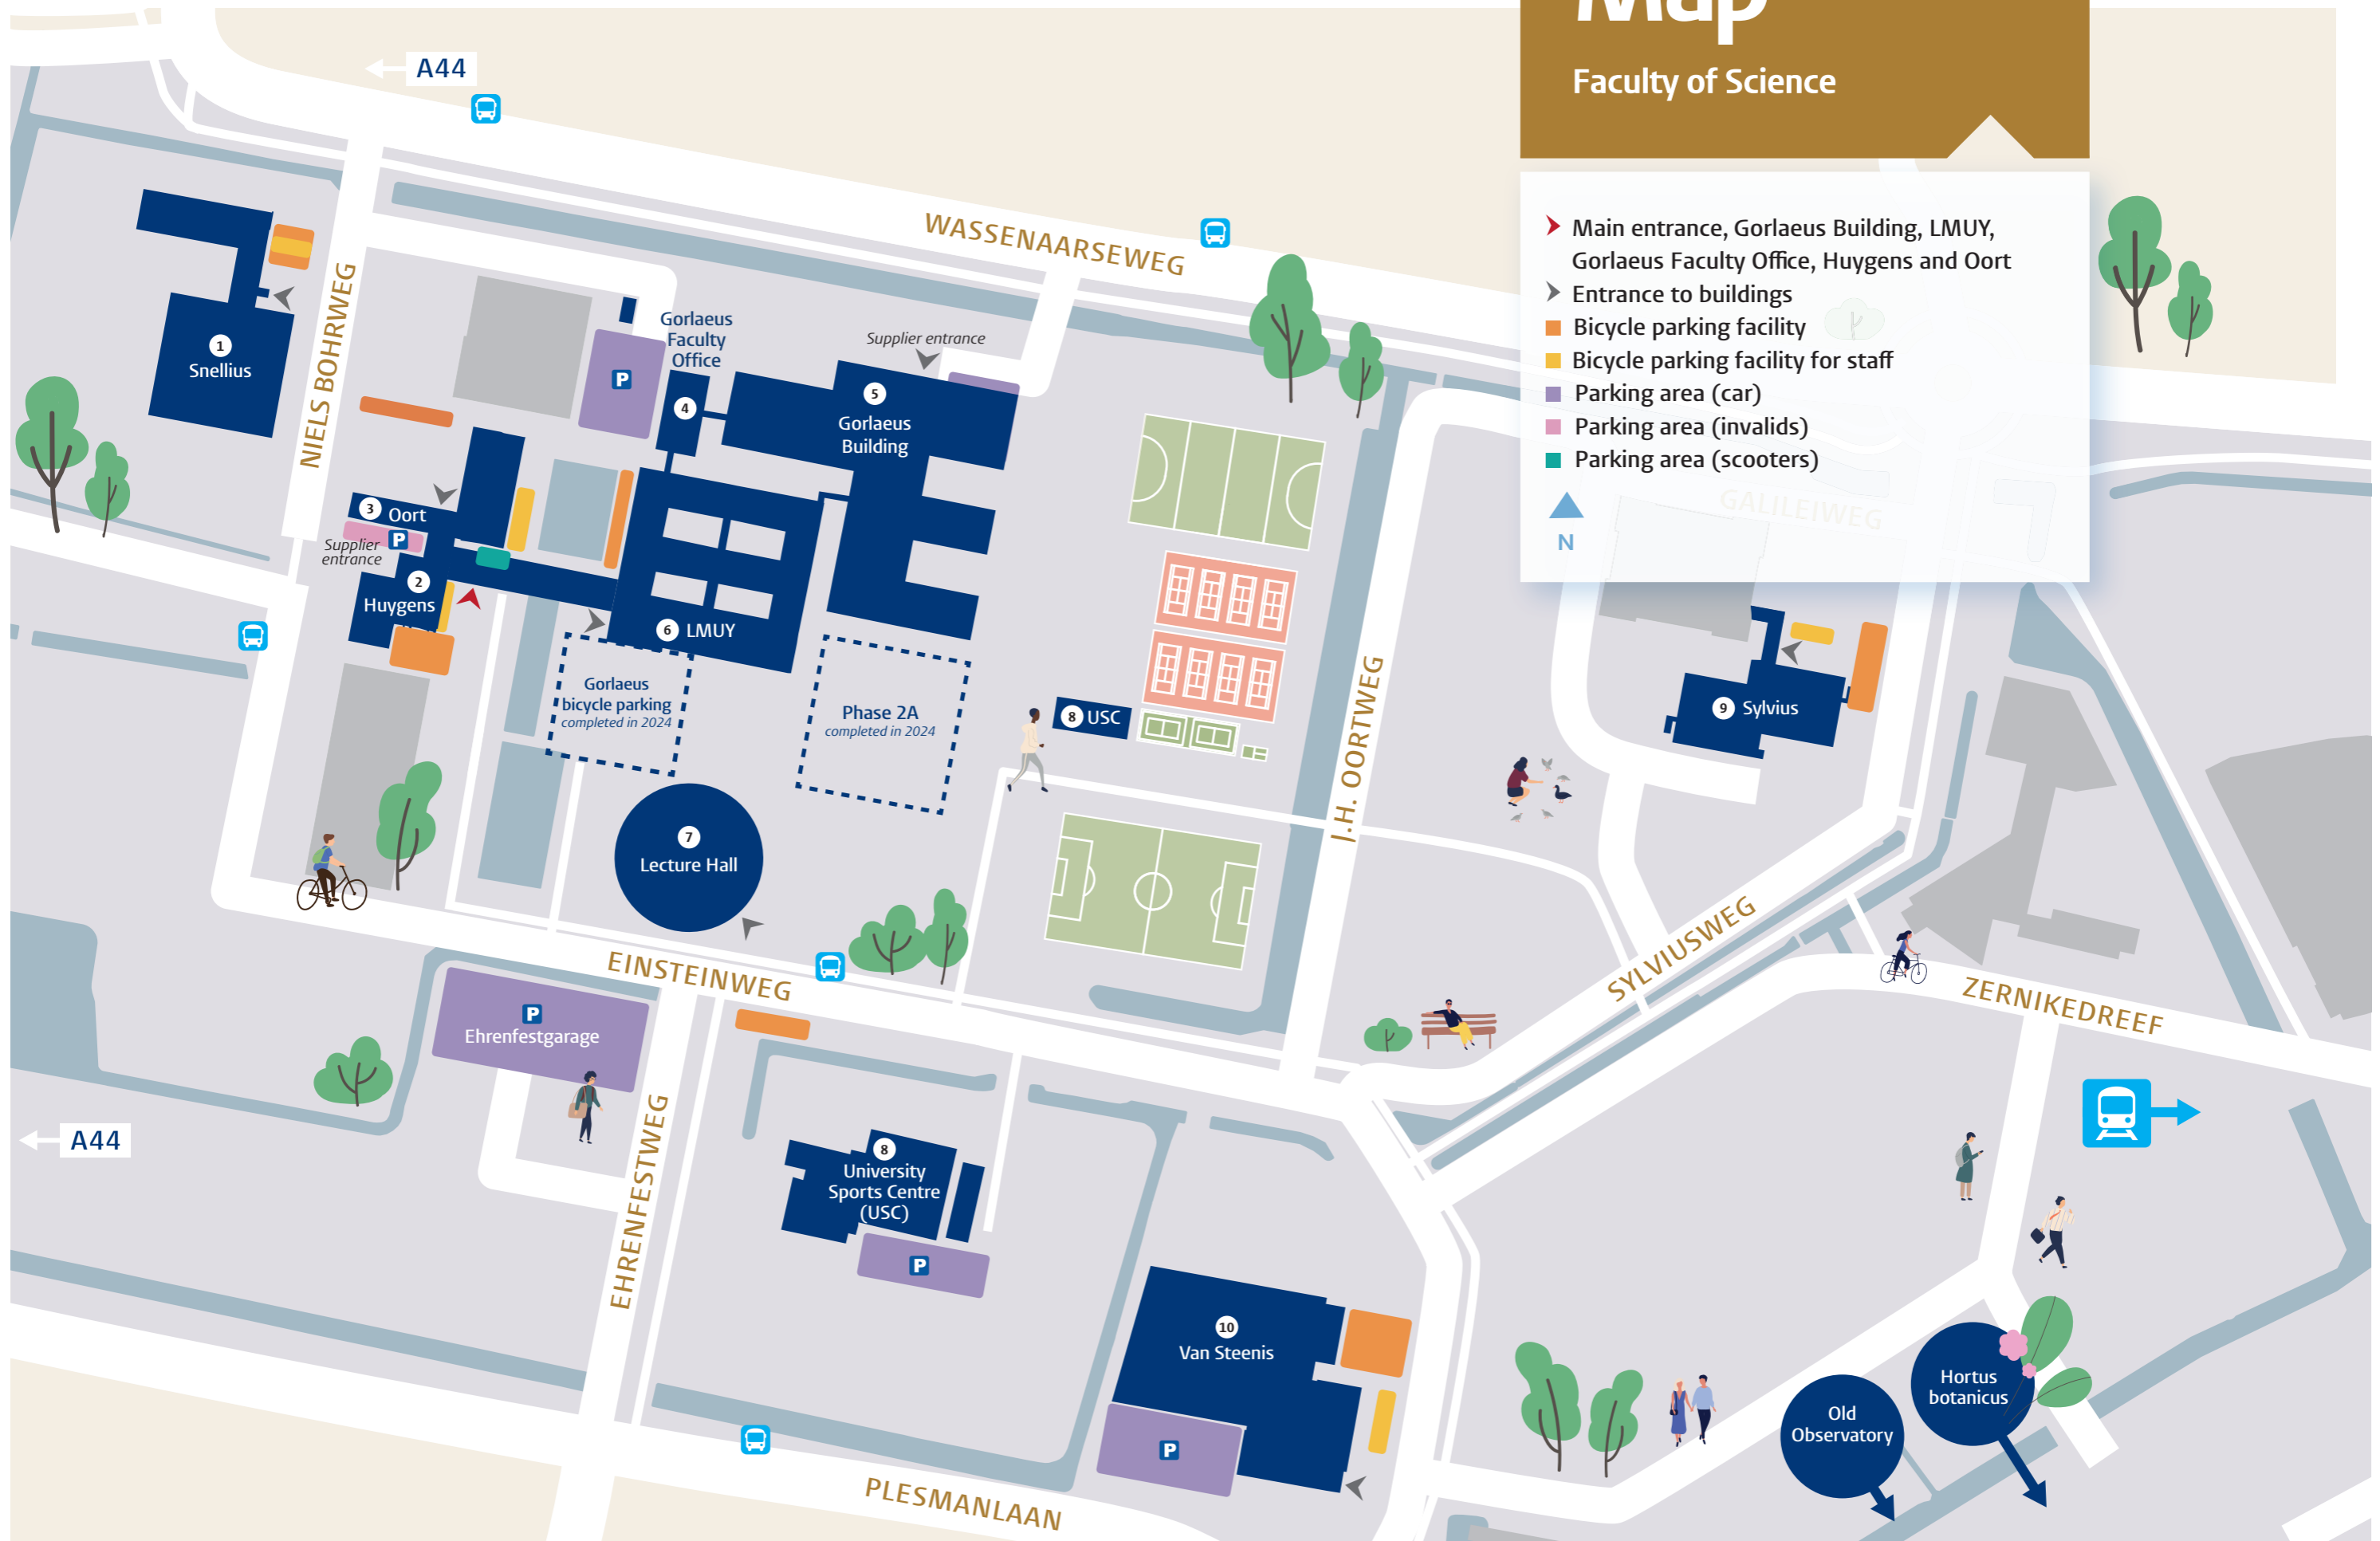 Map
Faculty of Science
Main entrance, Gorlaeus Building, LMUY,
Gorlaeus Faculty Office, Huygens and Oort
Entrance to buildings
Bicycle parking facility
Bicycle parking facility for staff
Parking area (car)
Parking area (invalids)
Parking area (scooters)
N
GALILEIWEG
A44
WASSENAARSEWEG
NIELS BOHRWEG
1
Snellius
Gorlaeus
Faculty
Office
P
4
Supplier entrance
5
Gorlaeus
Building
3 Oort
P
Supplier
entrance
2
Huygens
6 LMUY
Gorlaeus
bicycle parking
completed in 2024
Phase 2A
completed in 2024
8 USC
J.H. OORTWEG
9 Sylvius
7
Lecture Hall
EINSTEINWEG
SYLVIUSWEG
ZERNIKEDREEF
P
Ehrenfestgarage
A44
EHRENFESTWEG
8
University
Sports Centre
(USC)
P
10
Van Steenis
P
PLESMANLAAN
Hortus
botanicus
Old
Observatory